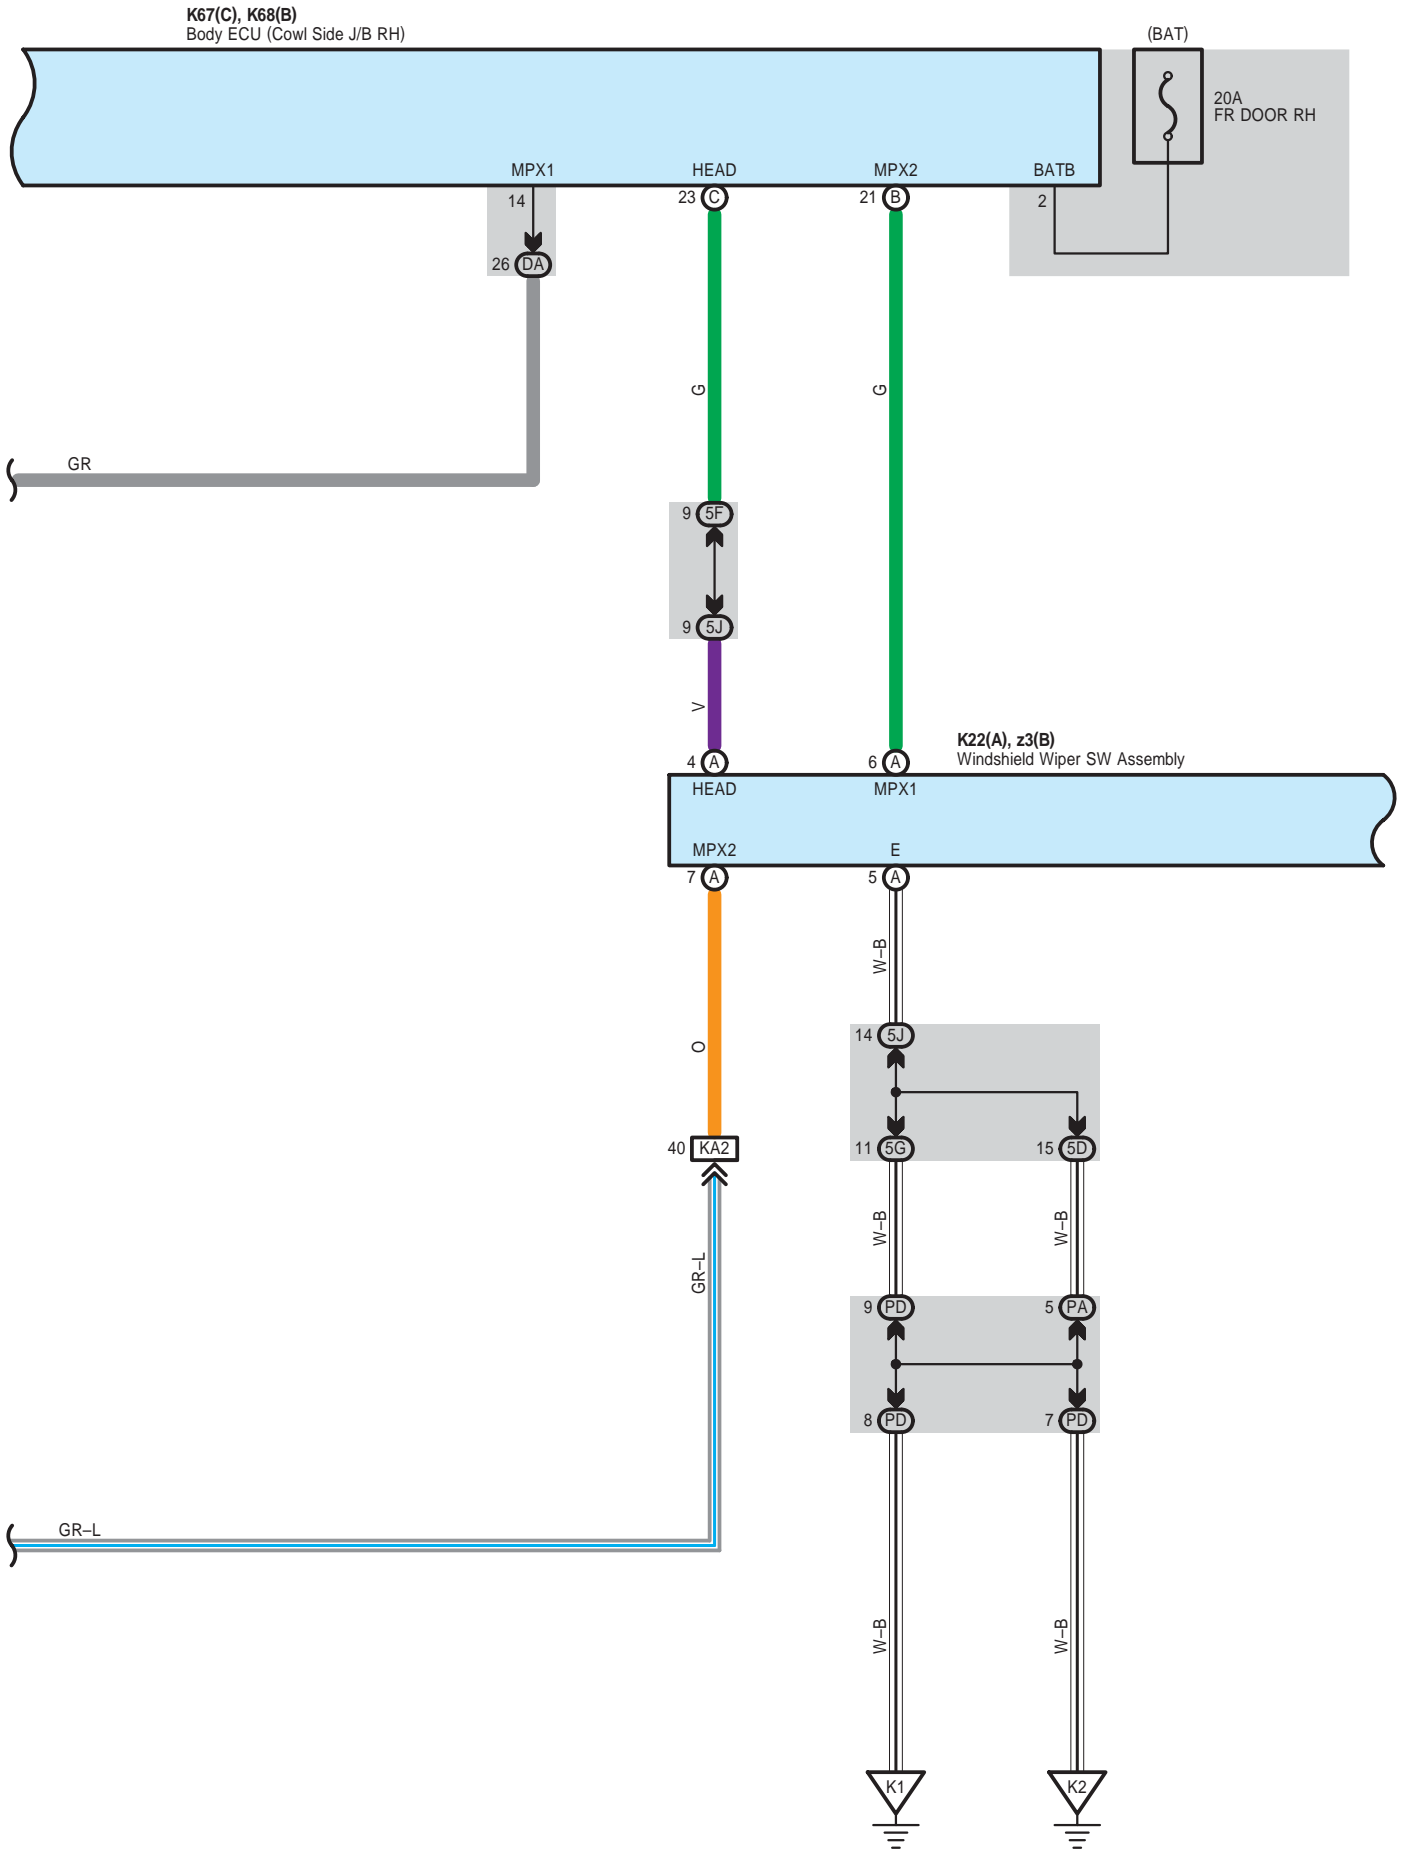 K67(C), K68(B)
Body ECU (Cowl Side J/B RH)
(BAT)
20A
FR DOOR RH
MPX1
HEAD
MPX2
BATB
14
23 C
21 B
2
26 DA
G
G
GR
9 5F
9 5J
V
K22(A), z3(B)
Windshield Wiper SW Assembly
4 A
6 A
HEAD
MPX1
MPX2
E
7 A
5 A
W–B
O
14 5J
40 KA2
11 5G
15 5D
W–B
W–B
GR–L
9 PD
5 PA
8 PD
7 PD
GR–L
W–B
W–B
K1
K2